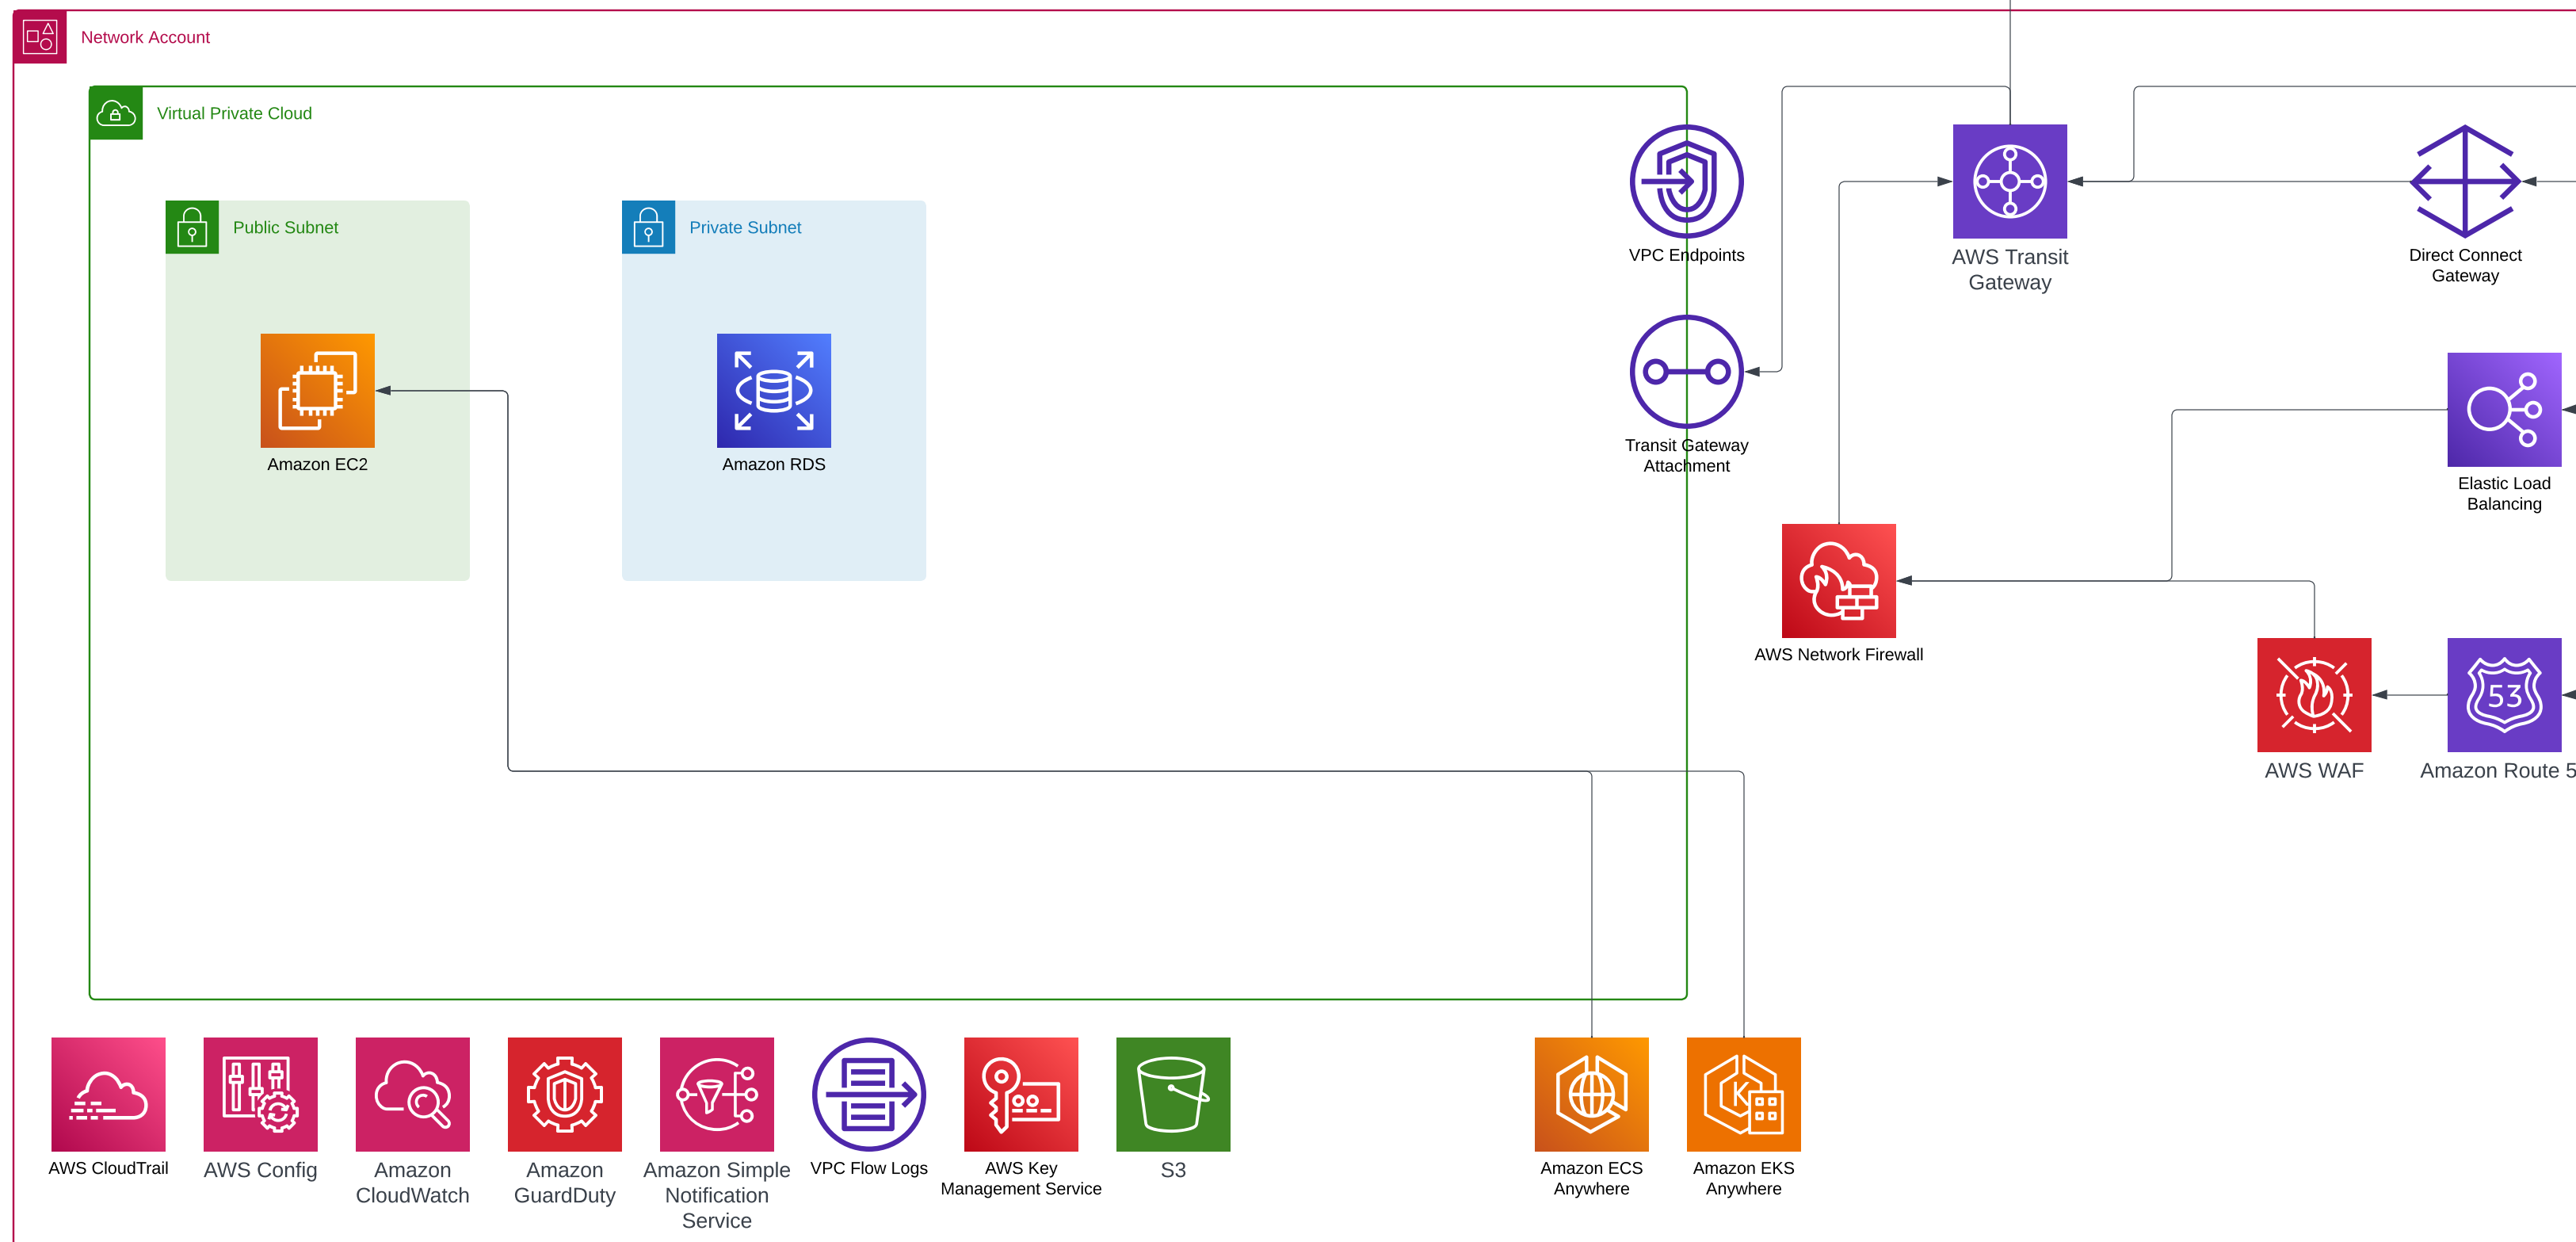 Network Account
Virtual Private Cloud
Public Subnet
Private Subnet
Amazon EC2
Amazon RDS
VPC Endpoints
Transit Gateway
Attachment
AWS Transit
Gateway
Direct Connect
Gateway
Elastic Load
Balancing
AWS Network Firewall
AWS WAF
53
Amazon Route 5
AWS CloudTrail
AWS Config
Amazon
CloudWatch
Amazon
GuardDuty
Amazon Simple
Notification
Service
VPC Flow Logs
AWS Key
Management Service
S3
K
Amazon ECS
Anywhere
Amazon EKS
Anywhere